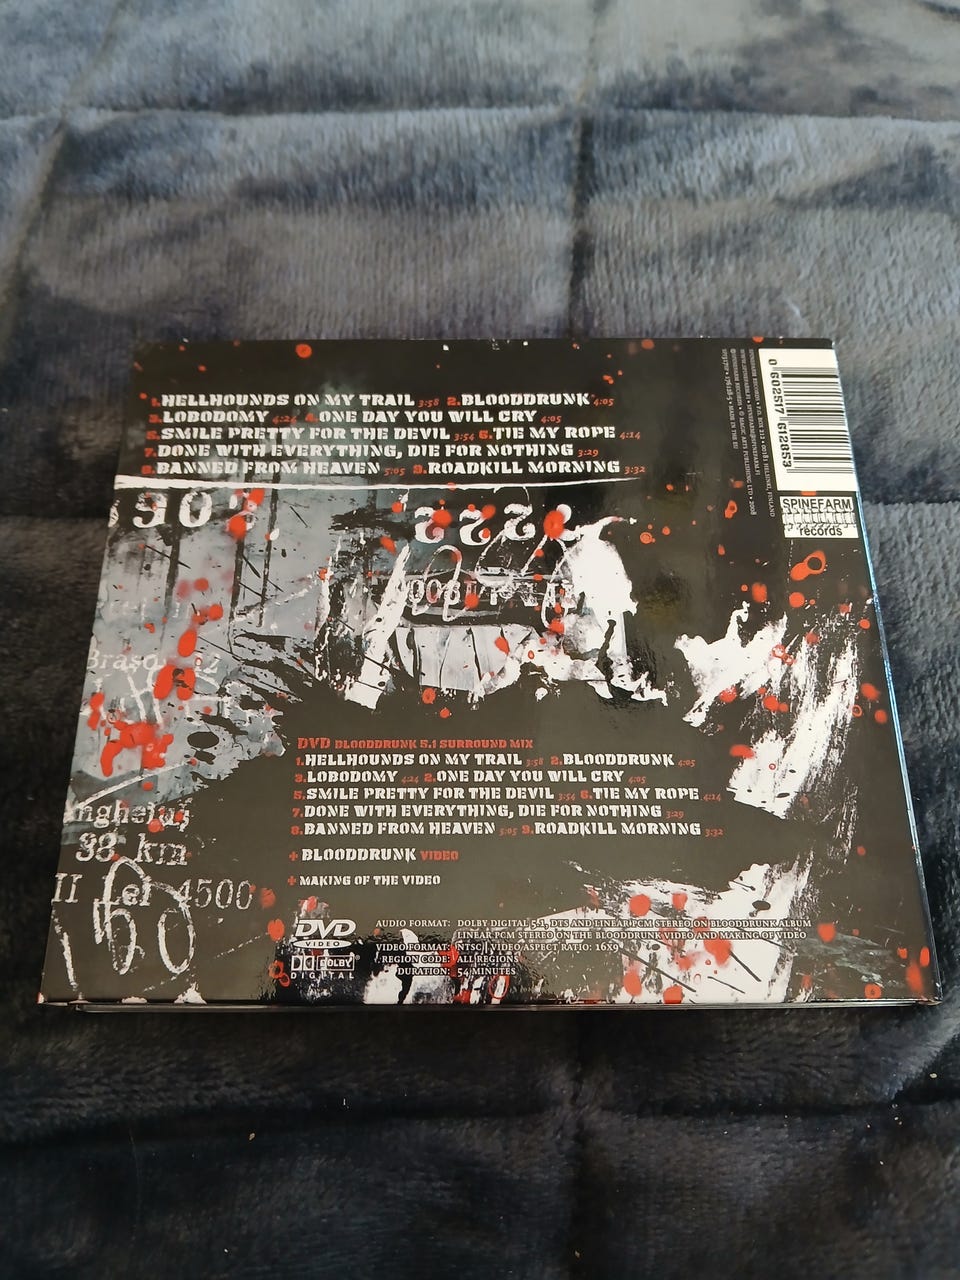 1. HELLHOUNDS ON MY TRAIL 3:58 2. BLOODDRUNK 4:05
3. LOBODOMY 4:24 4. ONE DAY YOU WILL CRY 4:05
5. SMILE PRETTY FOR THE DEVIL 3:54 6. TIE MY ROPE 4:14
7. DONE WITH EVERYTHING, DIE FOR NOTHING 3:29
8. BANNED FROM HEAVEN 5:05 9. ROADKILL MORNING 3:32
0 602517 612853
SPINEFARM
records
Braşo
38 km
II Lei 4500
DVD BLOODDRUNK 5.1 SURROUND MIX
1. HELLHOUNDS ON MY TRAIL 3:58 2. BLOODDRUNK 4:05
3. LOBODOMY 4:24 2. ONE DAY YOU WILL CRY 4:05
5. SMILE PRETTY FOR THE DEVIL 3:54 6. TIE MY ROPE 4:14
7. DONE WITH EVERYTHING, DIE FOR NOTHING 3:29
8. BANNED FROM HEAVEN 5:05 9. ROADKILL MORNING 3:32
+ BLOODDRUNK VIDEO
+ MAKING OF THE VIDEO
DVD
VIDEO
DOLBY
DIGITAL
AUDIO FORMAT: DOLBY DIGITAL 5.1, DTS AND LINEAR PCM STEREO ON BLOODDRUNK ALBUM
LINEAR PCM STEREO ON THE BLOODDRUNK VIDEO AND MAKING OF VIDEO
VIDEO FORMAT: NTSC | VIDEO ASPECT RATIO: 16X9
REGION CODE: ALL REGIONS
DURATION: 54 MINUTES